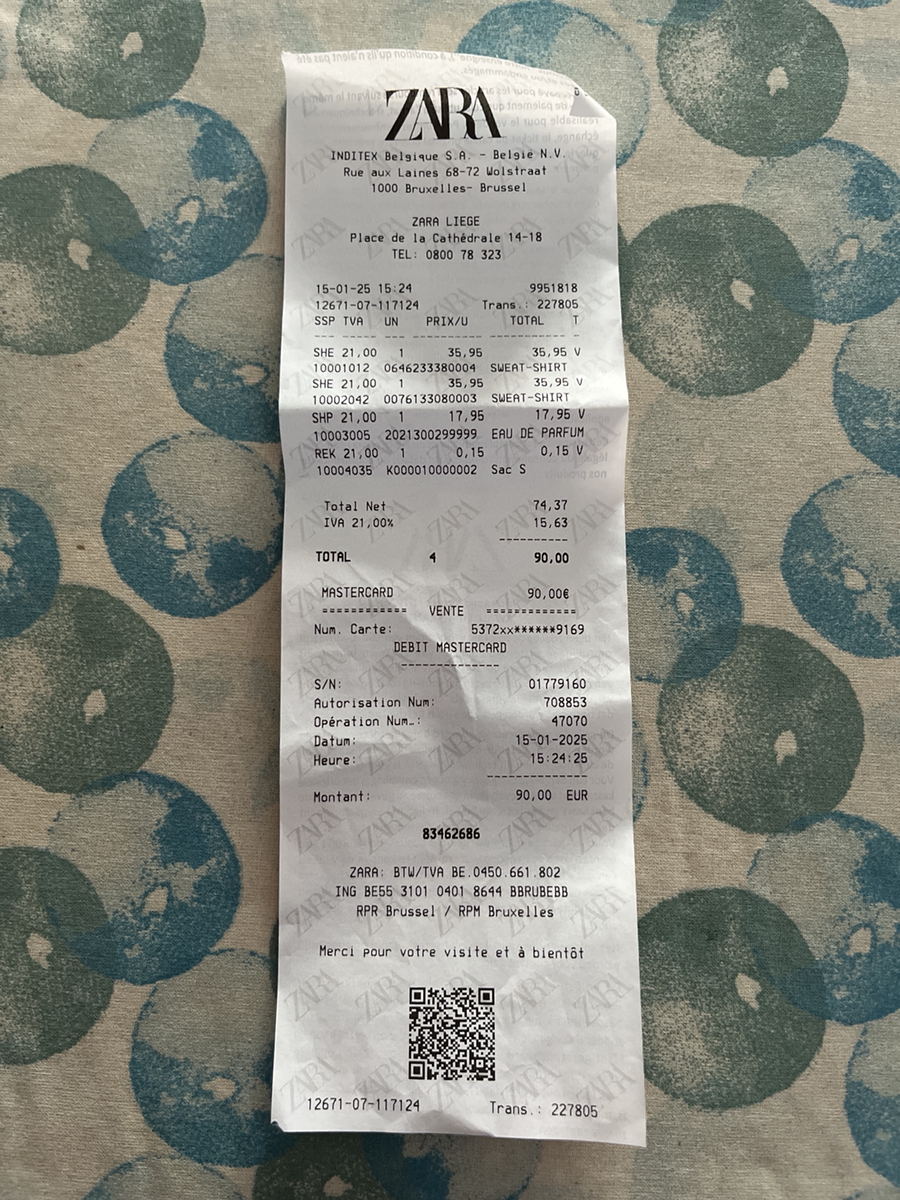 ZARA
INDITEX Belgique S.A. - Belgie N.V.
Rue aux Laines 68-72 Wolstraat
1000 Bruxelles- Brussel
ZARA LIEGE
Place de la Cathédrale 14-18
TEL: 0800 78 323
15-01-25 15:24 9951818
12671-07-117124 Trans.: 227805
SSP TVA UN PRIX/U TOTAL T
--- ---- --- ---------- ----------- -
SHE 21,00 1 35,95 35,95 V
10001012 0646233380004 SWEAT-SHIRT
SHE 21,00 1 35,95 35,95 V
10002042 0076133080003 SWEAT-SHIRT
SHP 21,00 1 17,95 17,95 V
10003005 2021300299999 EAU DE PARFUM
REK 21,00 1 0,15 0,15 V
10004035 K000010000002 Sac S
Total Net 74,37
IVA 21,00% 15,63
----------
TOTAL 4 90,00
MASTERCARD 90,00€
=========== VENTE ============
Num. Carte: 5372xx******9169
DEBIT MASTERCARD
-------------
S/N: 01779160
Autorisation Num: 708853
Opération Num.: 47070
Datum: 15-01-2025
Heure: 15:24:25
--------------
Montant: 90,00 EUR
83462686
ZARA: BTW/TVA BE.0450.661.802
ING BE55 3101 0401 8644 BBRUBEBB
RPR Brussel / RPM Bruxelles
Merci pour votre visite et à bientôt
12671-07-117124 Trans.: 227805